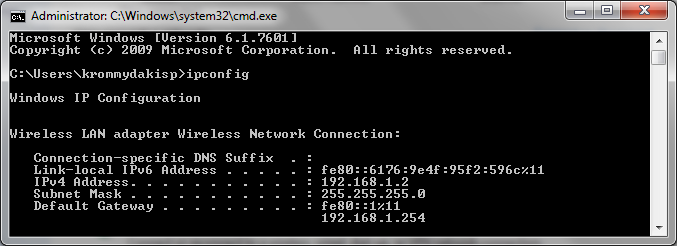 Administrator: C:\Windows\system32\cmd.exe
Microsoft Windows [Version 6.1.7601]
Copyright (c) 2009 Microsoft Corporation.  All rights reserved.
C:\Users\krommydakisp>ipconfig
Windows IP Configuration
Wireless LAN adapter Wireless Network Connection:
   Connection-specific DNS Suffix  . :
   Link-local IPv6 Address . . . . . : fe80::6176:9e4f:95f2:596c%11
   IPv4 Address. . . . . . . . . . . : 192.168.1.2
   Subnet Mask . . . . . . . . . . . : 255.255.255.0
   Default Gateway . . . . . . . . . : fe80::1%11
                                       192.168.1.254